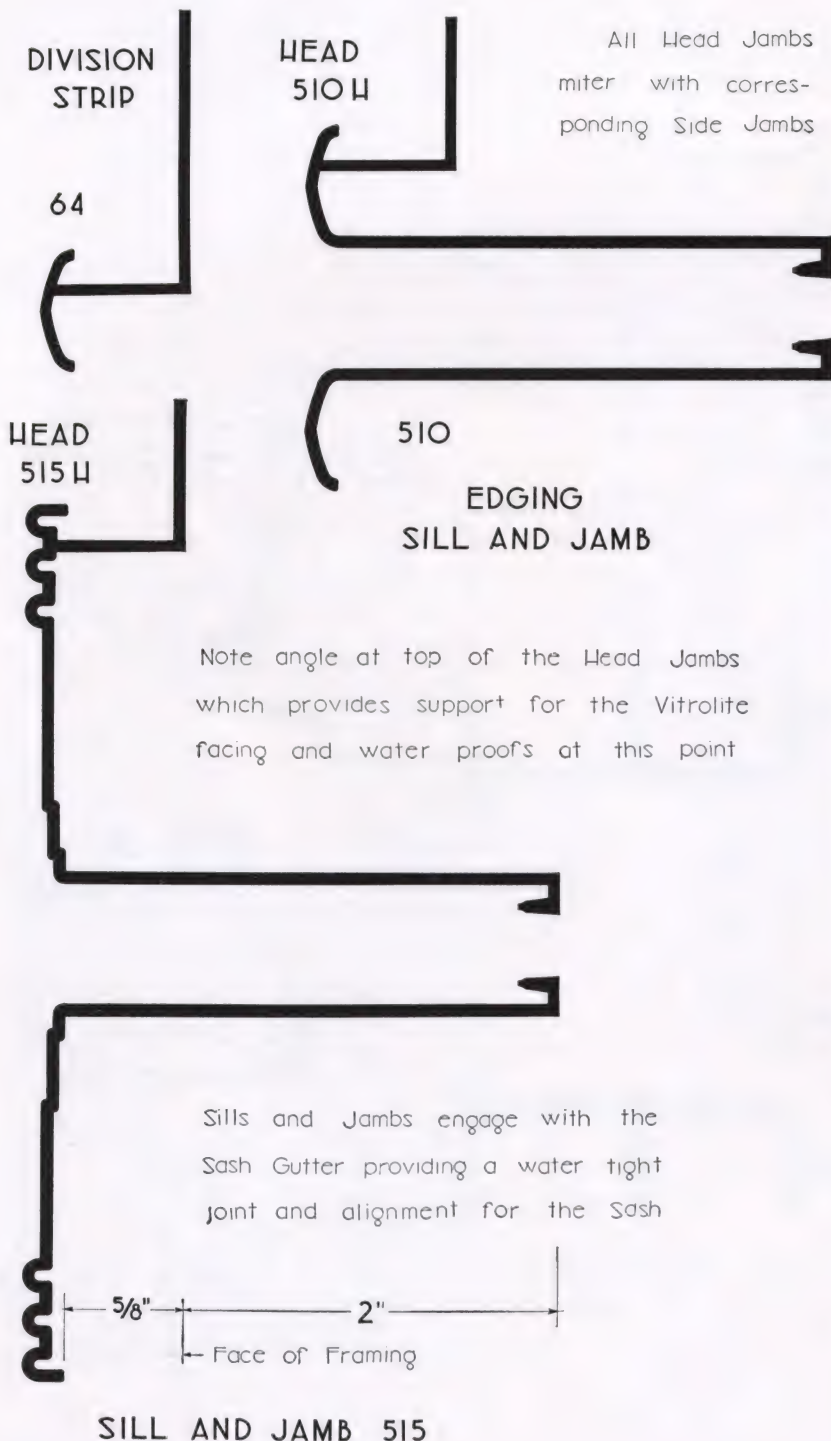 DIVISION
STRIP
64
HEAD
510 H
All Head Jambs
miter with corres-
ponding Side Jambs
510
EDGING
SILL AND JAMB
HEAD
515 H
Note angle at top of the Head Jambs
which provides support for the Vitrolite
facing and water proofs at this point
Sills and Jambs engage with the
Sash Gutter providing a water tight
joint and alignment for the Sash
5/8" 2"
Face of Framing
SILL AND JAMB 515